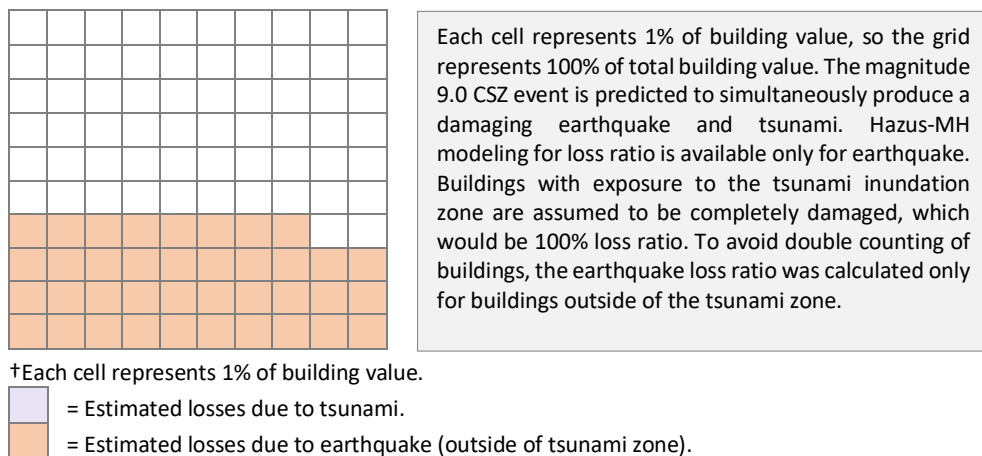 Each cell represents 1% of building value, so the grid
represents 100% of total building value. The magnitude
9.0 CSZ event is predicted to simultaneously produce a
damaging earthquake and tsunami. Hazus-MH
modeling for loss ratio is available only for earthquake.
Buildings with exposure to the tsunami inundation
zone are assumed to be completely damaged, which
would be 100% loss ratio. To avoid double counting of
buildings, the earthquake loss ratio was calculated only
for buildings outside of the tsunami zone.
†Each cell represents 1% of building value.
= Estimated losses due to tsunami.
= Estimated losses due to earthquake (outside of tsunami zone).